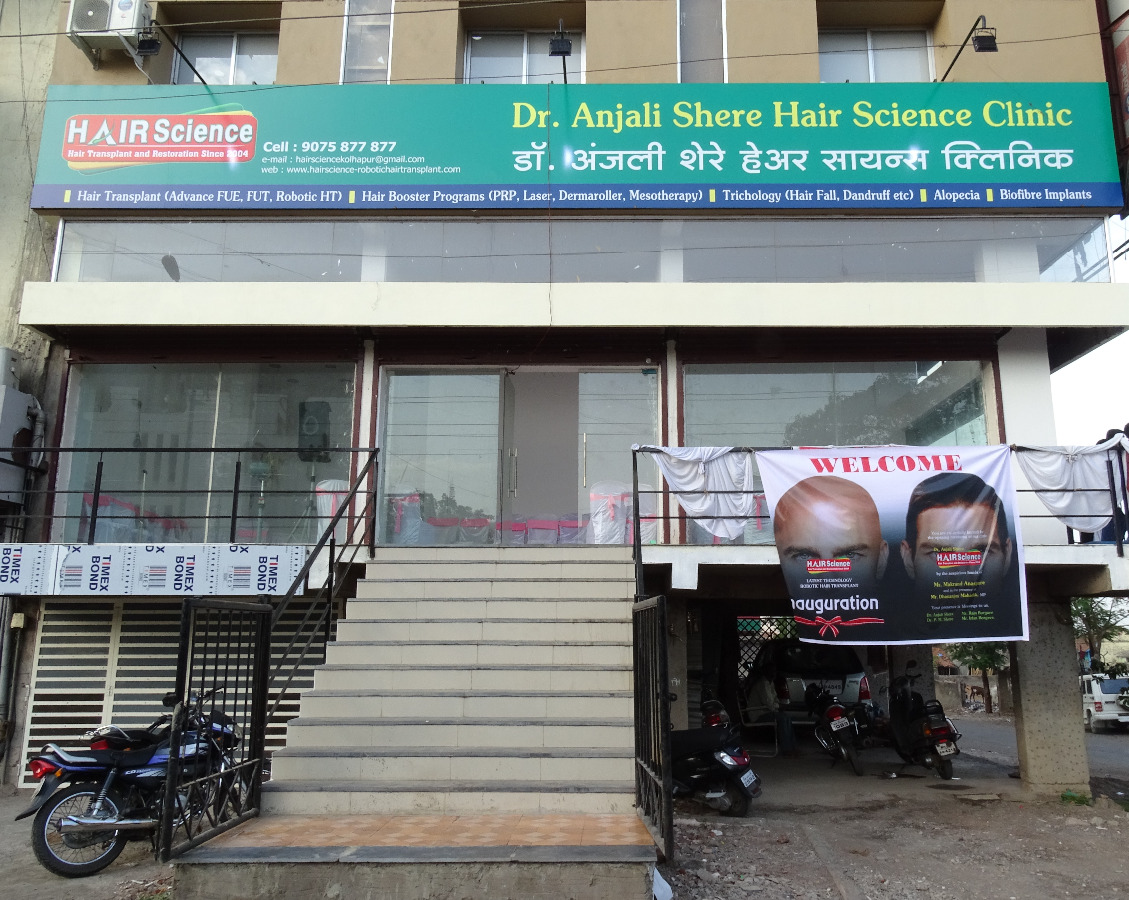 HAIR Science
Hair Transplant and Restoration Since 2004
Cell : 9075 877 877
e-mail : hairsciencekolhapur@gmail.com
web : www.hairscience-robotichairtransplant.com
Dr. Anjali Shere Hair Science Clinic
डॉ. अंजली शेरे हेअर सायन्स क्लिनिक
Hair Transplant (Advance FUE, FUT, Robotic HT) Hair Booster Programs (PRP, Laser, Dermaroller, Mesotherapy) Trichology (Hair Fall, Dandruff etc) Alopecia Biofibre Implants
WELCOME
HAIR Science
LATEST TECHNOLOGY
ROBOTIC HAIR TRANSPLANT
nauguration
Dr. Anjali Shere
HAIR Science
TIMEX
BOND
TIMEX
BOND
TIMEX
BOND
TIMEX
BOND